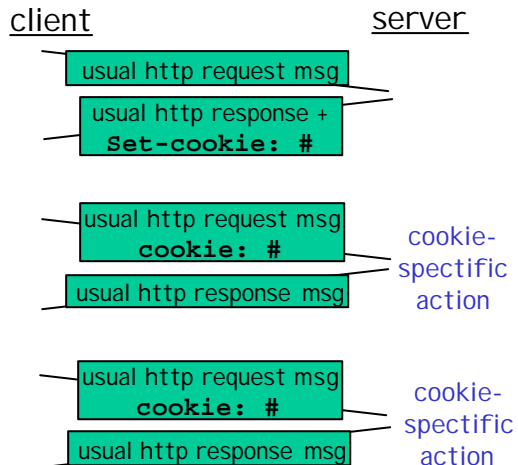 client
server
usual http request msg
usual http response +
Set-cookie: #
usual http request msg
cookie: #
usual http response msg
cookie-
spectific
action
usual http request msg
cookie: #
usual http response msg
cookie-
spectific
action